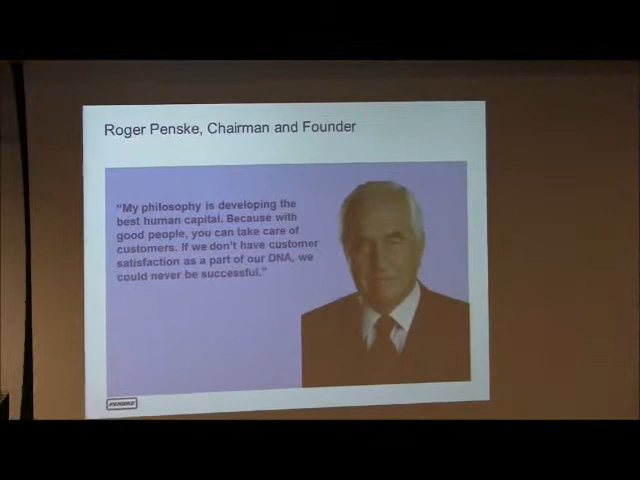 Roger Penske, Chairman and Founder
“My philosophy is developing the
best human capital. Because with
good people, you can take care of
customers. If we don’t have customer
satisfaction as a part of our DNA, we
could never be successful.”
PENSKE